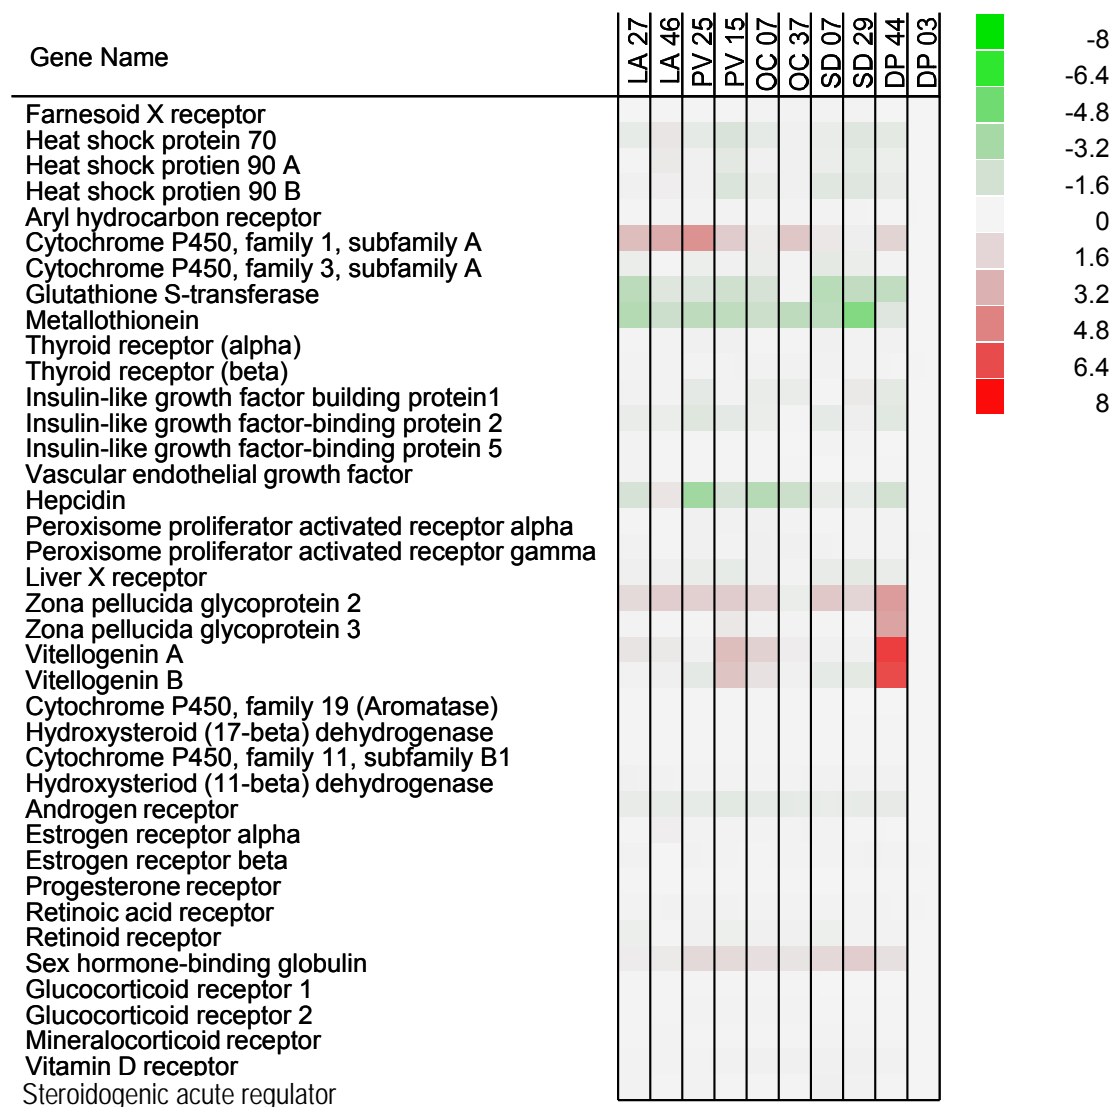 Gene Name
LA 27
LA 46
PV 25
PV 15
OC 07
OC 37
SD 07
SD 29
DP 44
DP 03
Farnesoid X receptor
Heat shock protein 70
Heat shock protien 90 A
Heat shock protien 90 B
Aryl hydrocarbon receptor
Cytochrome P450, family 1, subfamily A
Cytochrome P450, family 3, subfamily A
Glutathione S-transferase
Metallothionein
Thyroid receptor (alpha)
Thyroid receptor (beta)
Insulin-like growth factor building protein1
Insulin-like growth factor-binding protein 2
Insulin-like growth factor-binding protein 5
Vascular endothelial growth factor
Hepcidin
Peroxisome proliferator activated receptor alpha
Peroxisome proliferator activated receptor gamma
Liver X receptor
Zona pellucida glycoprotein 2
Zona pellucida glycoprotein 3
Vitellogenin A
Vitellogenin B
Cytochrome P450, family 19 (Aromatase)
Hydroxysteroid (17-beta) dehydrogenase
Cytochrome P450, family 11, subfamily B1
Hydroxysteriod (11-beta) dehydrogenase
Androgen receptor
Estrogen receptor alpha
Estrogen receptor beta
Progesterone receptor
Retinoic acid receptor
Retinoid receptor
Sex hormone-binding globulin
Glucocorticoid receptor 1
Glucocorticoid receptor 2
Mineralocorticoid receptor
Vitamin D receptor
Steroidogenic acute regulator
-8
-6.4
-4.8
-3.2
-1.6
0
1.6
3.2
4.8
6.4
8